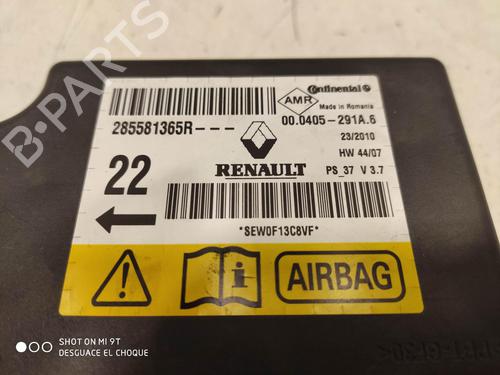 Continental
AMR
Made in Romania
285581365R---
00.0405-291A.6
23/2010
HW 44/07
RENAULT
PS_37 V 3.7
22
*SEW0F13C8VF*
AIRBAG
B-PARTS
SHOT ON MI 9T
DESGUACE EL CHOQUE